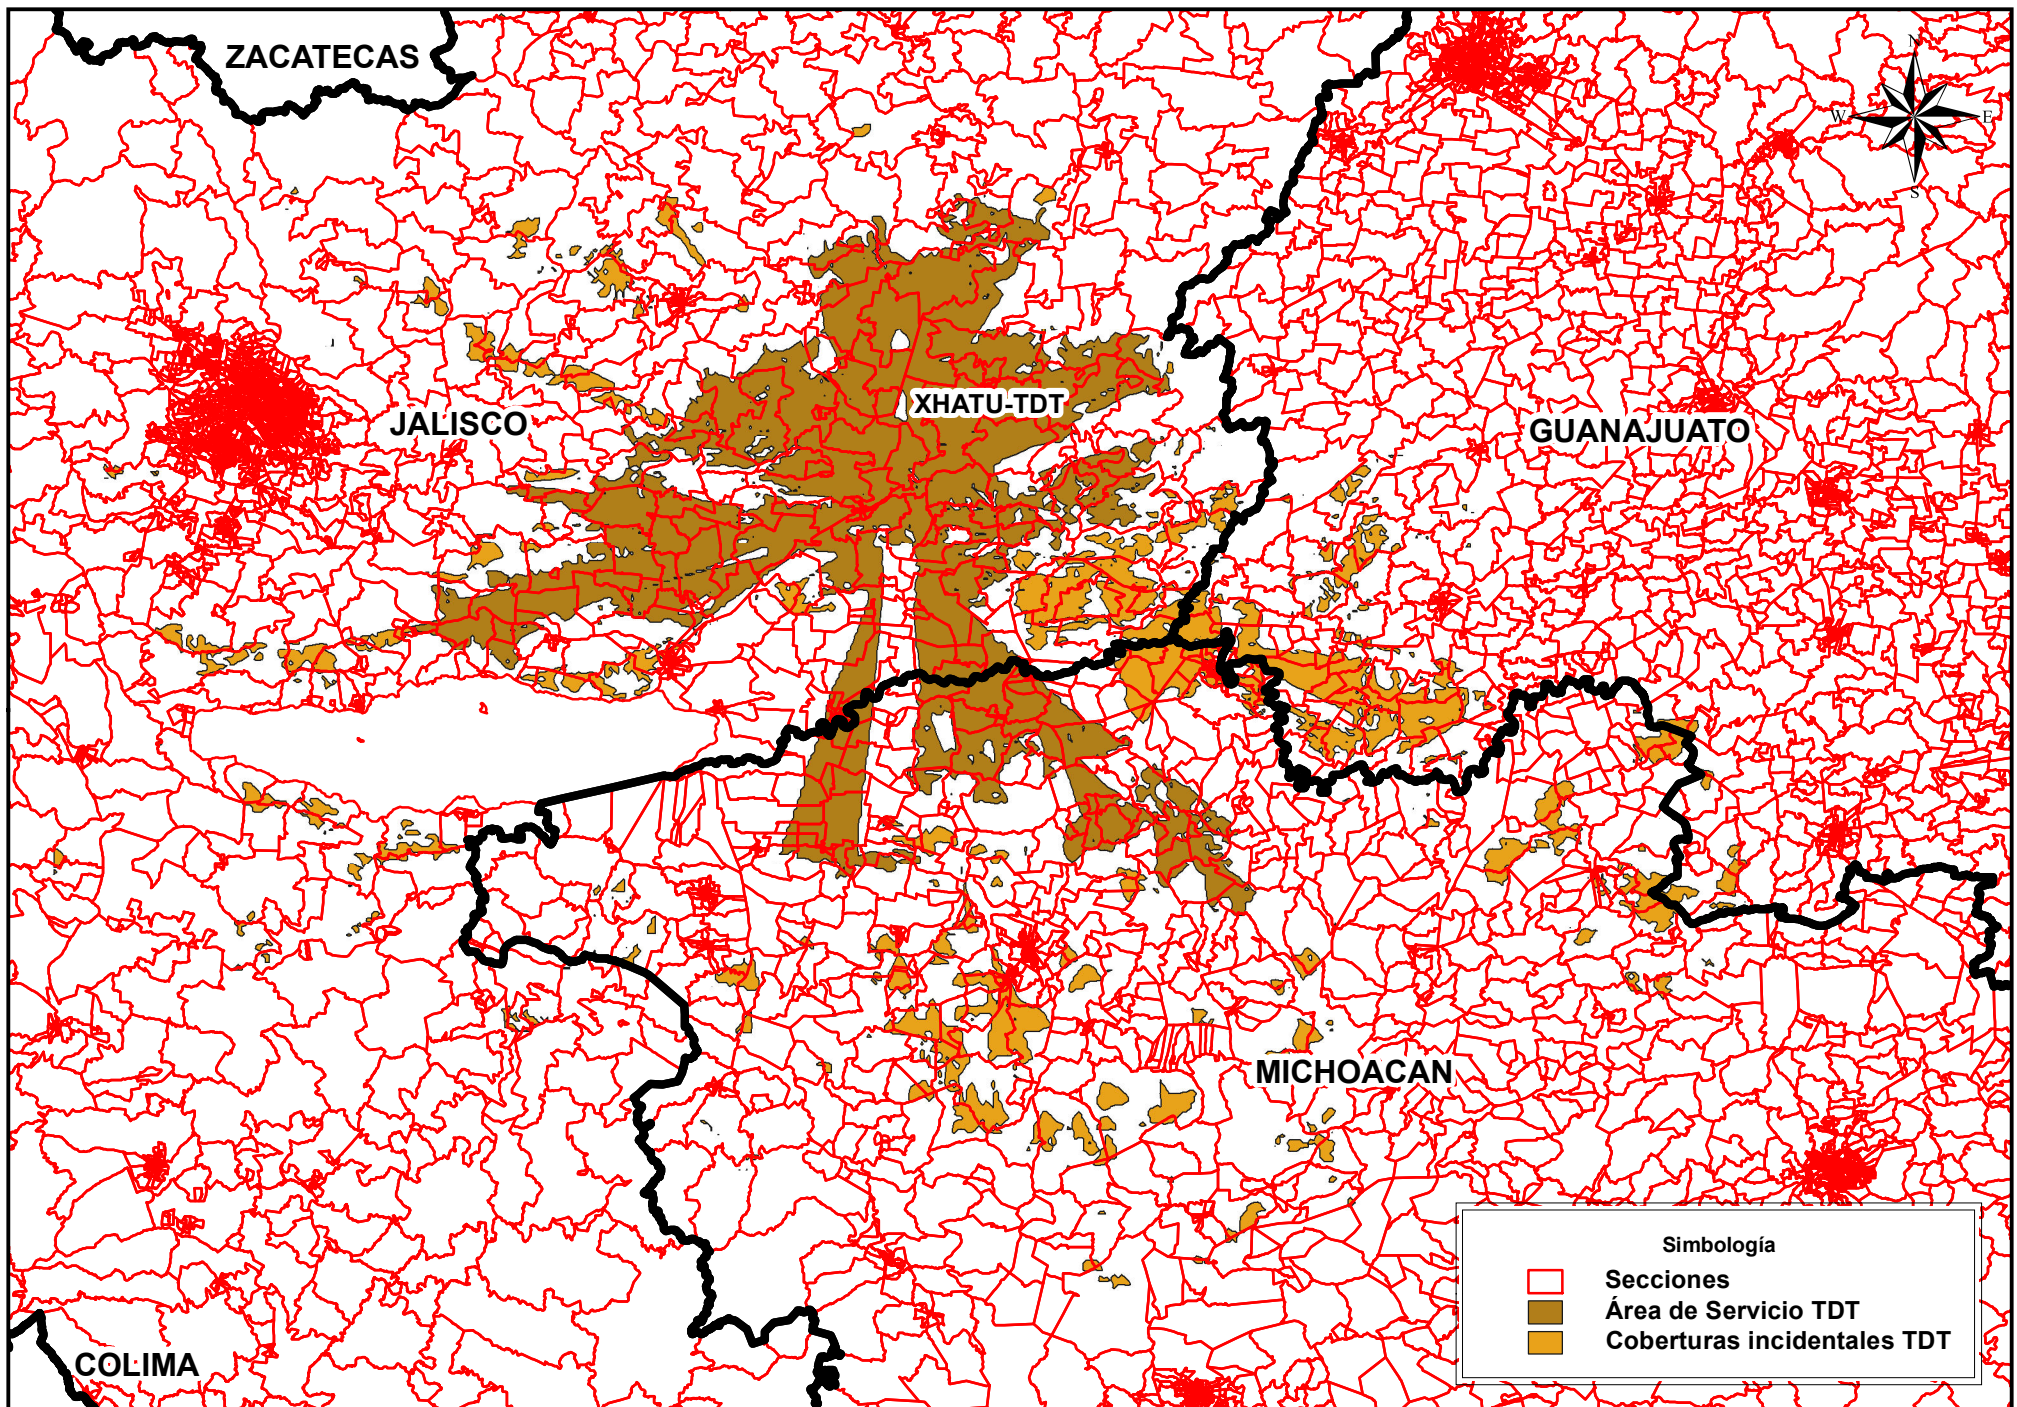 ZACATECAS
N
W
E
S
XHATU-TDT
JALISCO
GUANAJUATO
MICHOACAN
Simbología
Secciones
Área de Servicio TDT
Coberturas incidentales TDT
COLIMA